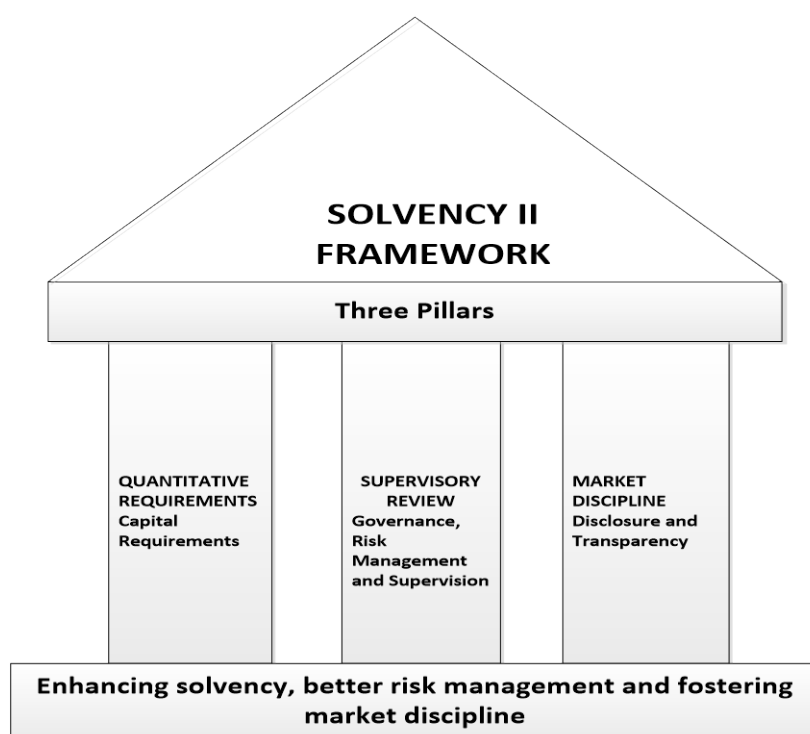 SOLVENCY II
FRAMEWORK
Three Pillars
QUANTITATIVE
REQUIREMENTS
Capital
Requirements
SUPERVISORY
REVIEW
Governance,
Risk
Management
and Supervision
MARKET
DISCIPLINE
Disclosure and
Transparency
Enhancing solvency, better risk management and fostering
market discipline